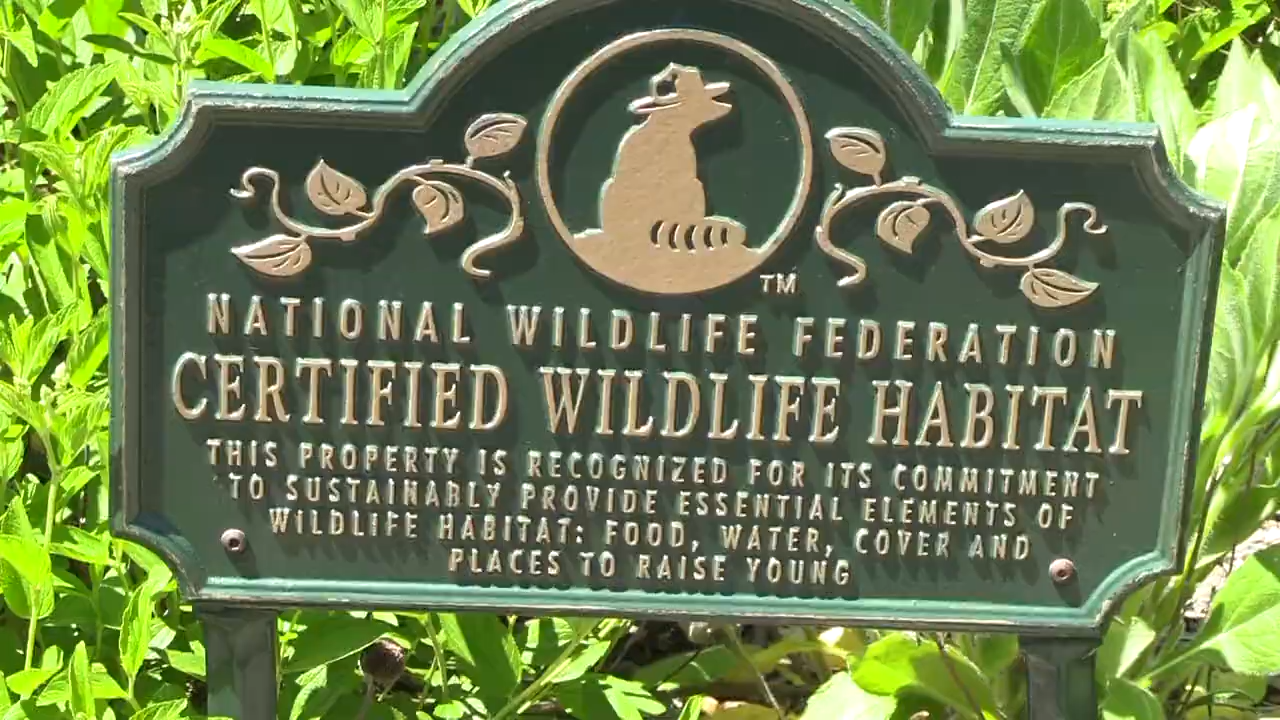 TM
NATIONAL WILDLIFE FEDERATION
CERTIFIED WILDLIFE HABITAT
THIS PROPERTY IS RECOGNIZED FOR ITS COMMITMENT
TO SUSTAINABLY PROVIDE ESSENTIAL ELEMENTS OF
WILDLIFE HABITAT: FOOD, WATER, COVER AND
PLACES TO RAISE YOUNG